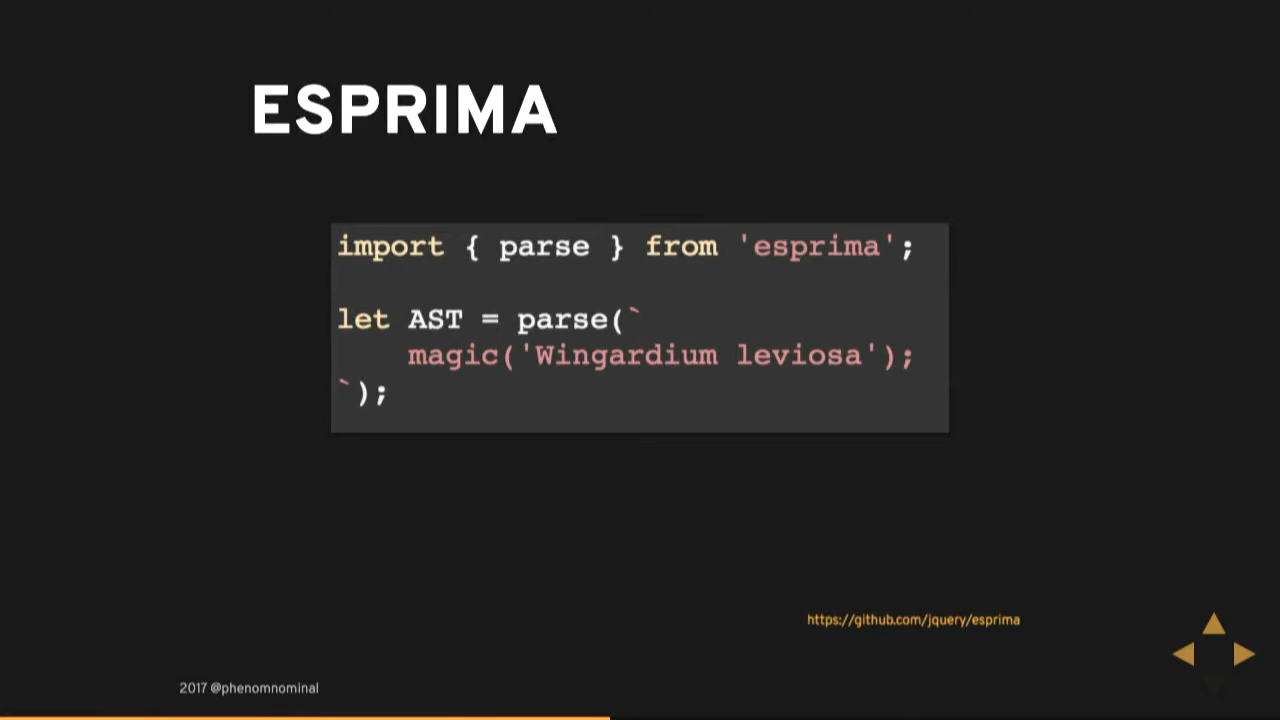 ESPRIMA
import { parse } from 'esprima';
let AST = parse(`
magic('Wingardium leviosa');
`);
https://github.com/jquery/esprima
2017 @phenomnominal